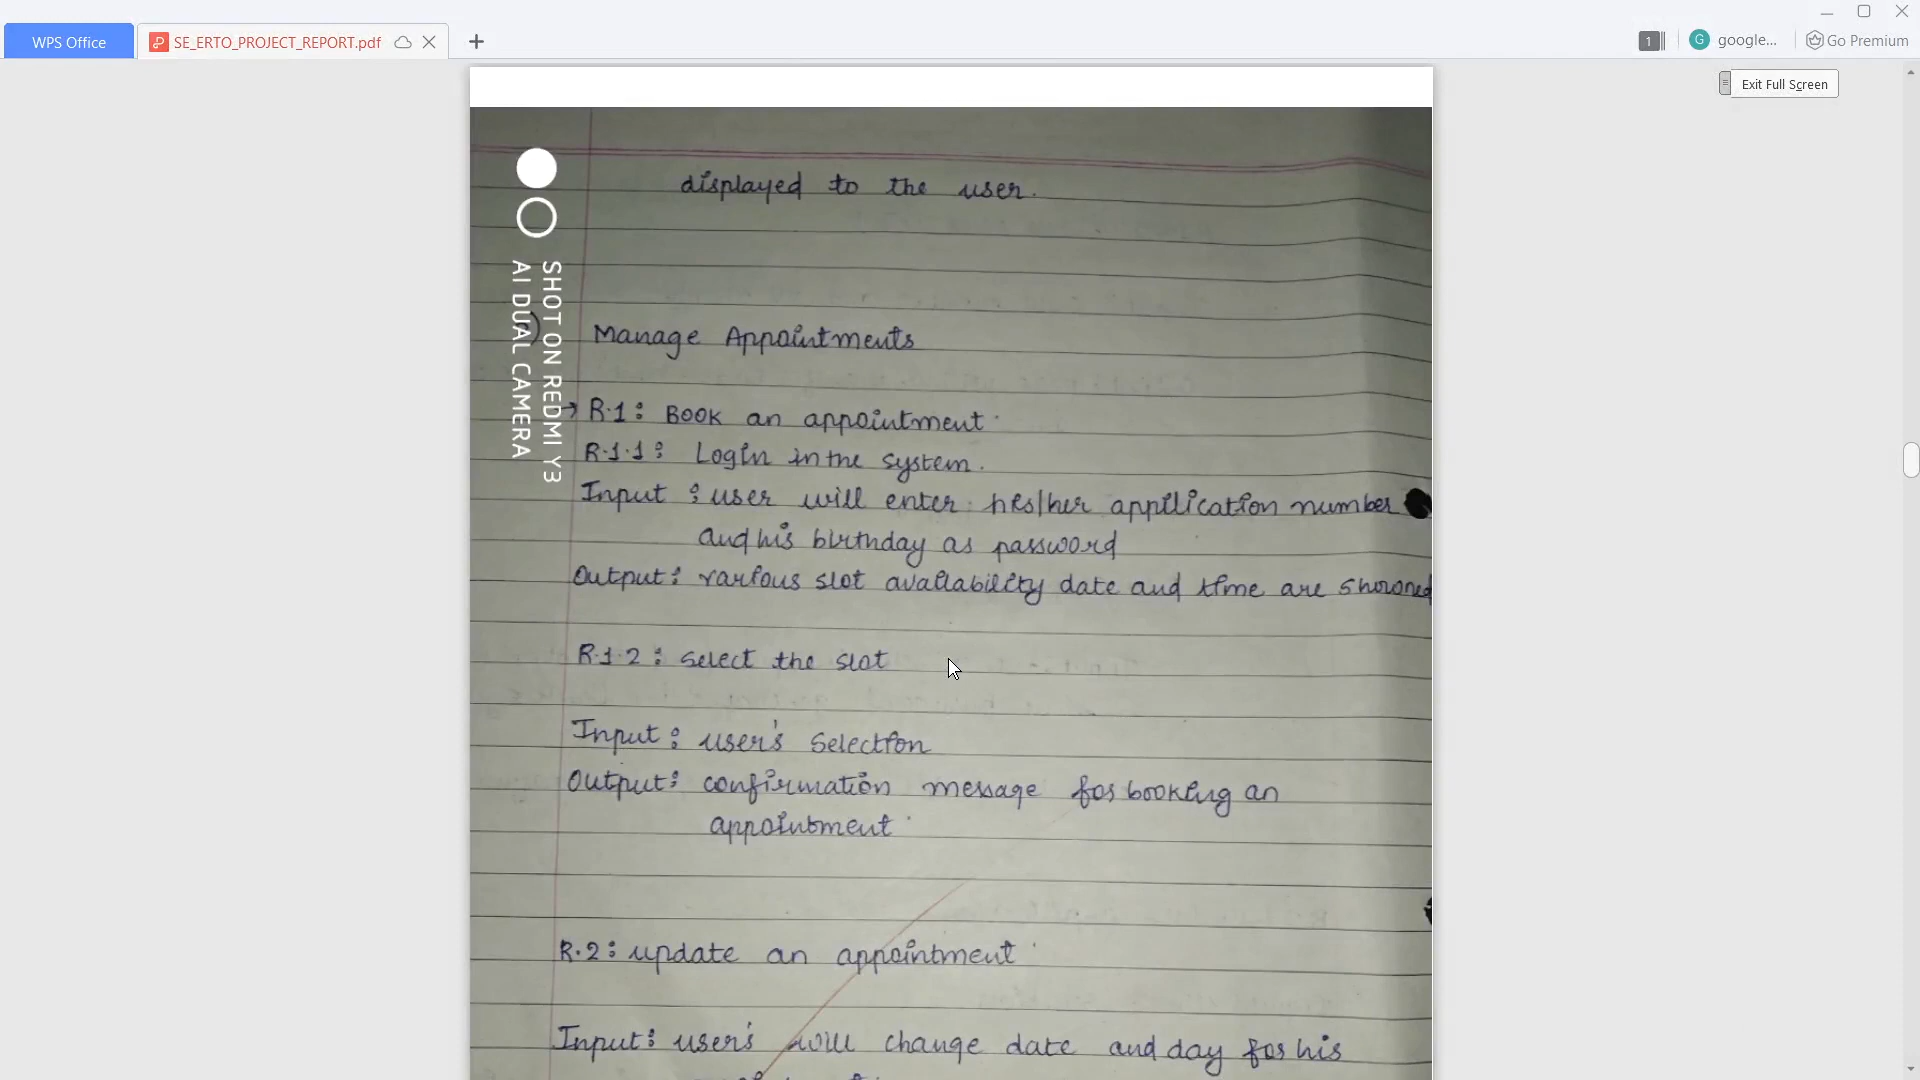 WPS Office
SE_ERTO_PROJECT_REPORT.pdf
1
G google...
Go Premium
Exit Full Screen
displayed to the user.
Manage Appointments
→ R.1: Book an appointment.
R.1.1: Login in the system.
Input : user will enter his/her application number
and his birthday as password
Output: various slot availability date and time are showned
R.1.2: Select the slot
Input: user's Selection
Output: confirmation message for booking an
appointment.
R.2: update an appointment.
Input: user's will change date and day for his
SHOT ON REDMI Y3
AI DUAL CAMERA